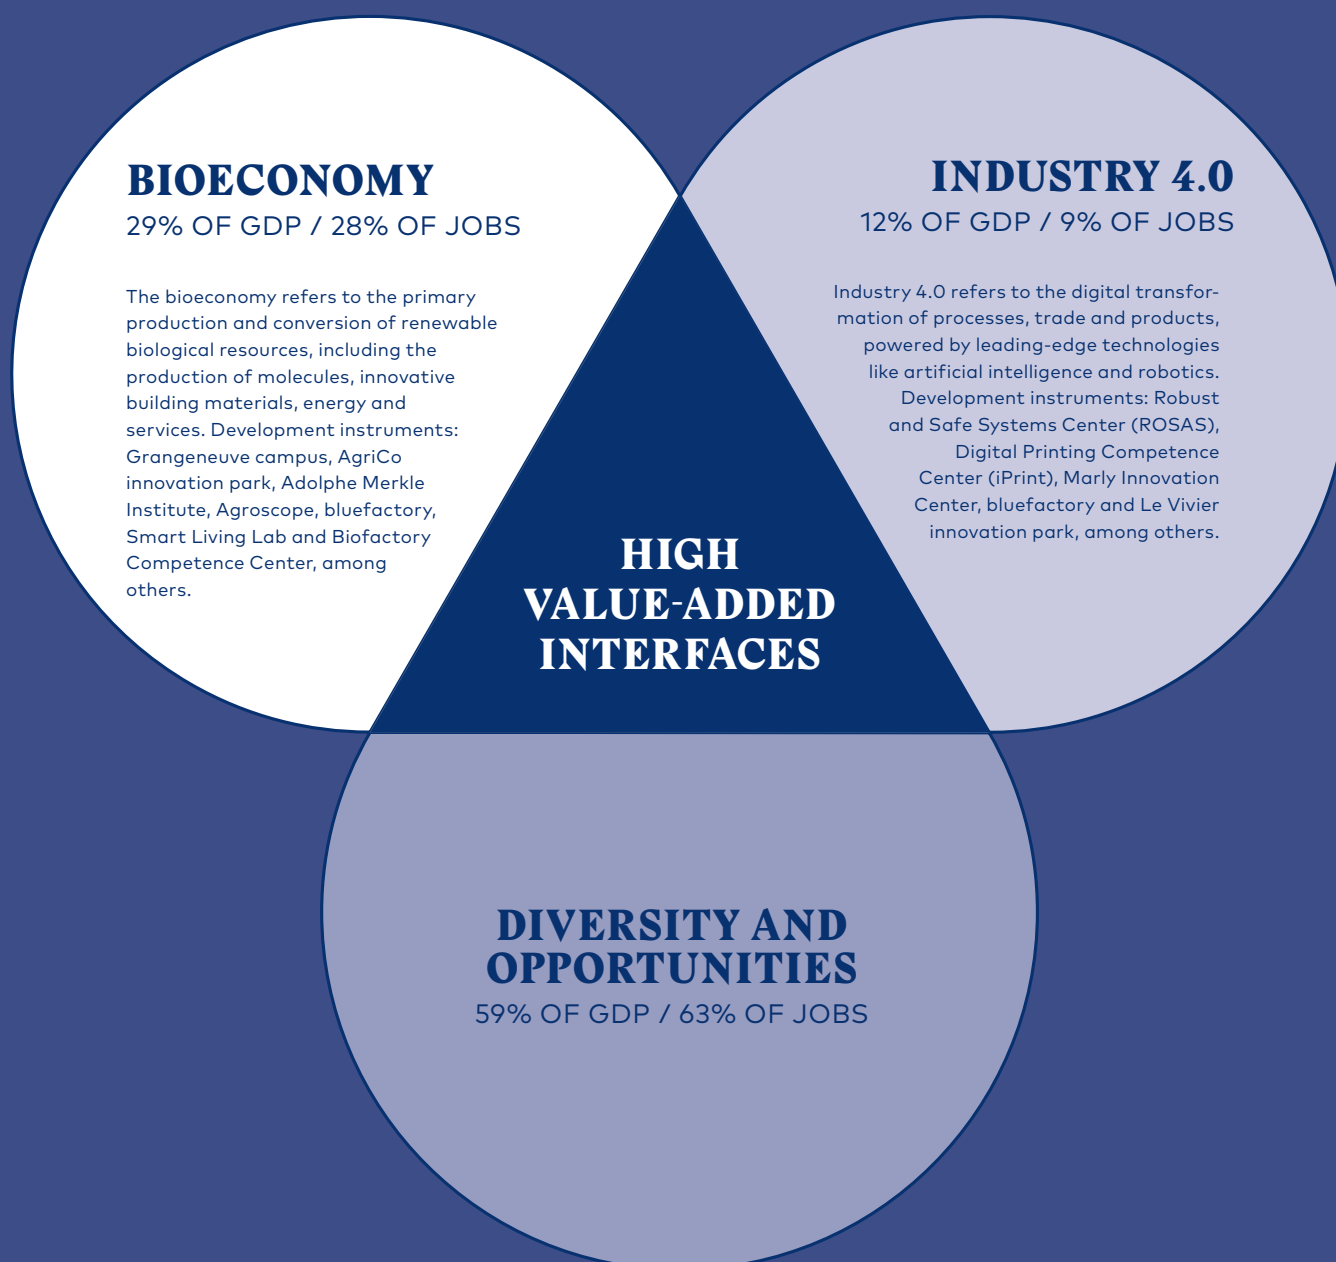 BIOECONOMY
29% OF GDP / 28% OF JOBS
The bioeconomy refers to the primary
production and conversion of renewable
biological resources, including the
production of molecules, innovative
building materials, energy and
services. Development instruments:
Grangeneuve campus, AgriCo
innovation park, Adolphe Merkle
Institute, Agroscope, bluefactory,
Smart Living Lab and Biofactory
Competence Center, among
others.
INDUSTRY 4.0
12% OF GDP / 9% OF JOBS
Industry 4.0 refers to the digital transfor-
mation of processes, trade and products,
powered by leading-edge technologies
like artificial intelligence and robotics.
Development instruments: Robust
and Safe Systems Center (ROSAS),
Digital Printing Competence
Center (iPrint), Marly Innovation
Center, bluefactory and Le Vivier
innovation park, among others.
HIGH
VALUE-ADDED
INTERFACES
DIVERSITY AND
OPPORTUNITIES
59% OF GDP / 63% OF JOBS